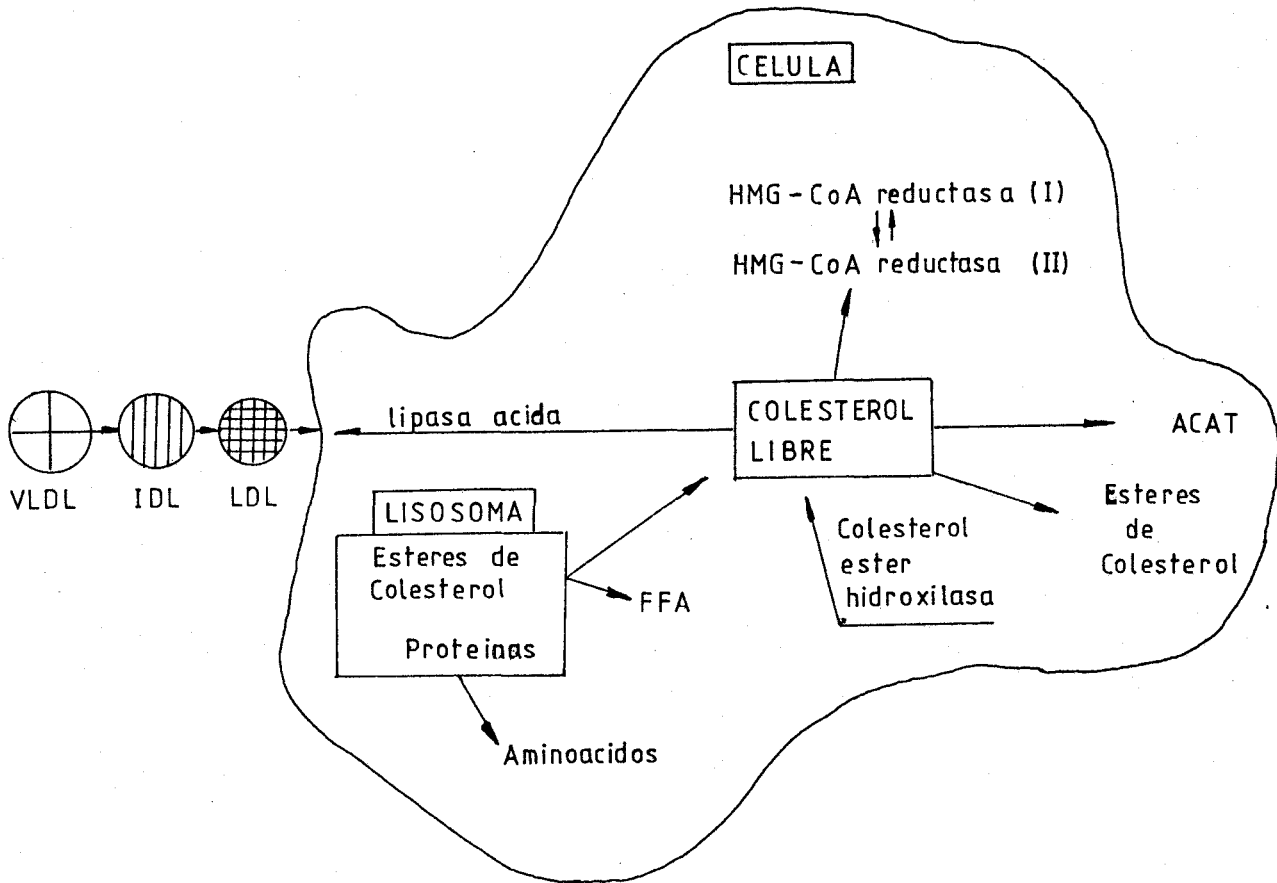 CELULA
HMG-CoA reductasa (I)
HMG-CoA reductasa (II)
lipasa acida
COLESTEROL
LIBRE
ACAT
VLDL
IDL
LDL
LISOSOMA
Esteres de
Colesterol
Proteinas
FFA
Aminoacidos
Colesterol
ester
hidroxilasa
Esteres
de
Colesterol